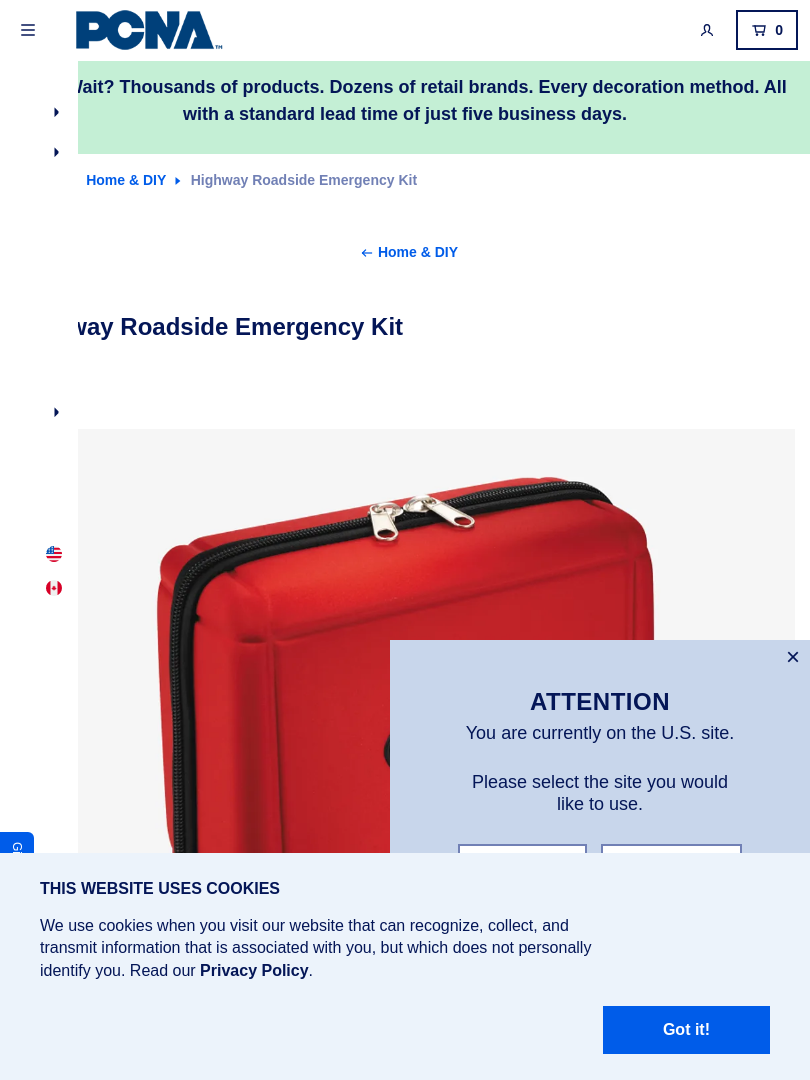 PCNA™
0
Wait? Thousands of products. Dozens of retail brands. Every decoration method. All
with a standard lead time of just five business days.
Home & DIY Highway Roadside Emergency Kit
← Home & DIY
way Roadside Emergency Kit
ATTENTION
You are currently on the U.S. site.
Please select the site you would
like to use.
THIS WEBSITE USES COOKIES
We use cookies when you visit our website that can recognize, collect, and
transmit information that is associated with you, but which does not personally
identify you. Read our Privacy Policy.
Got it!